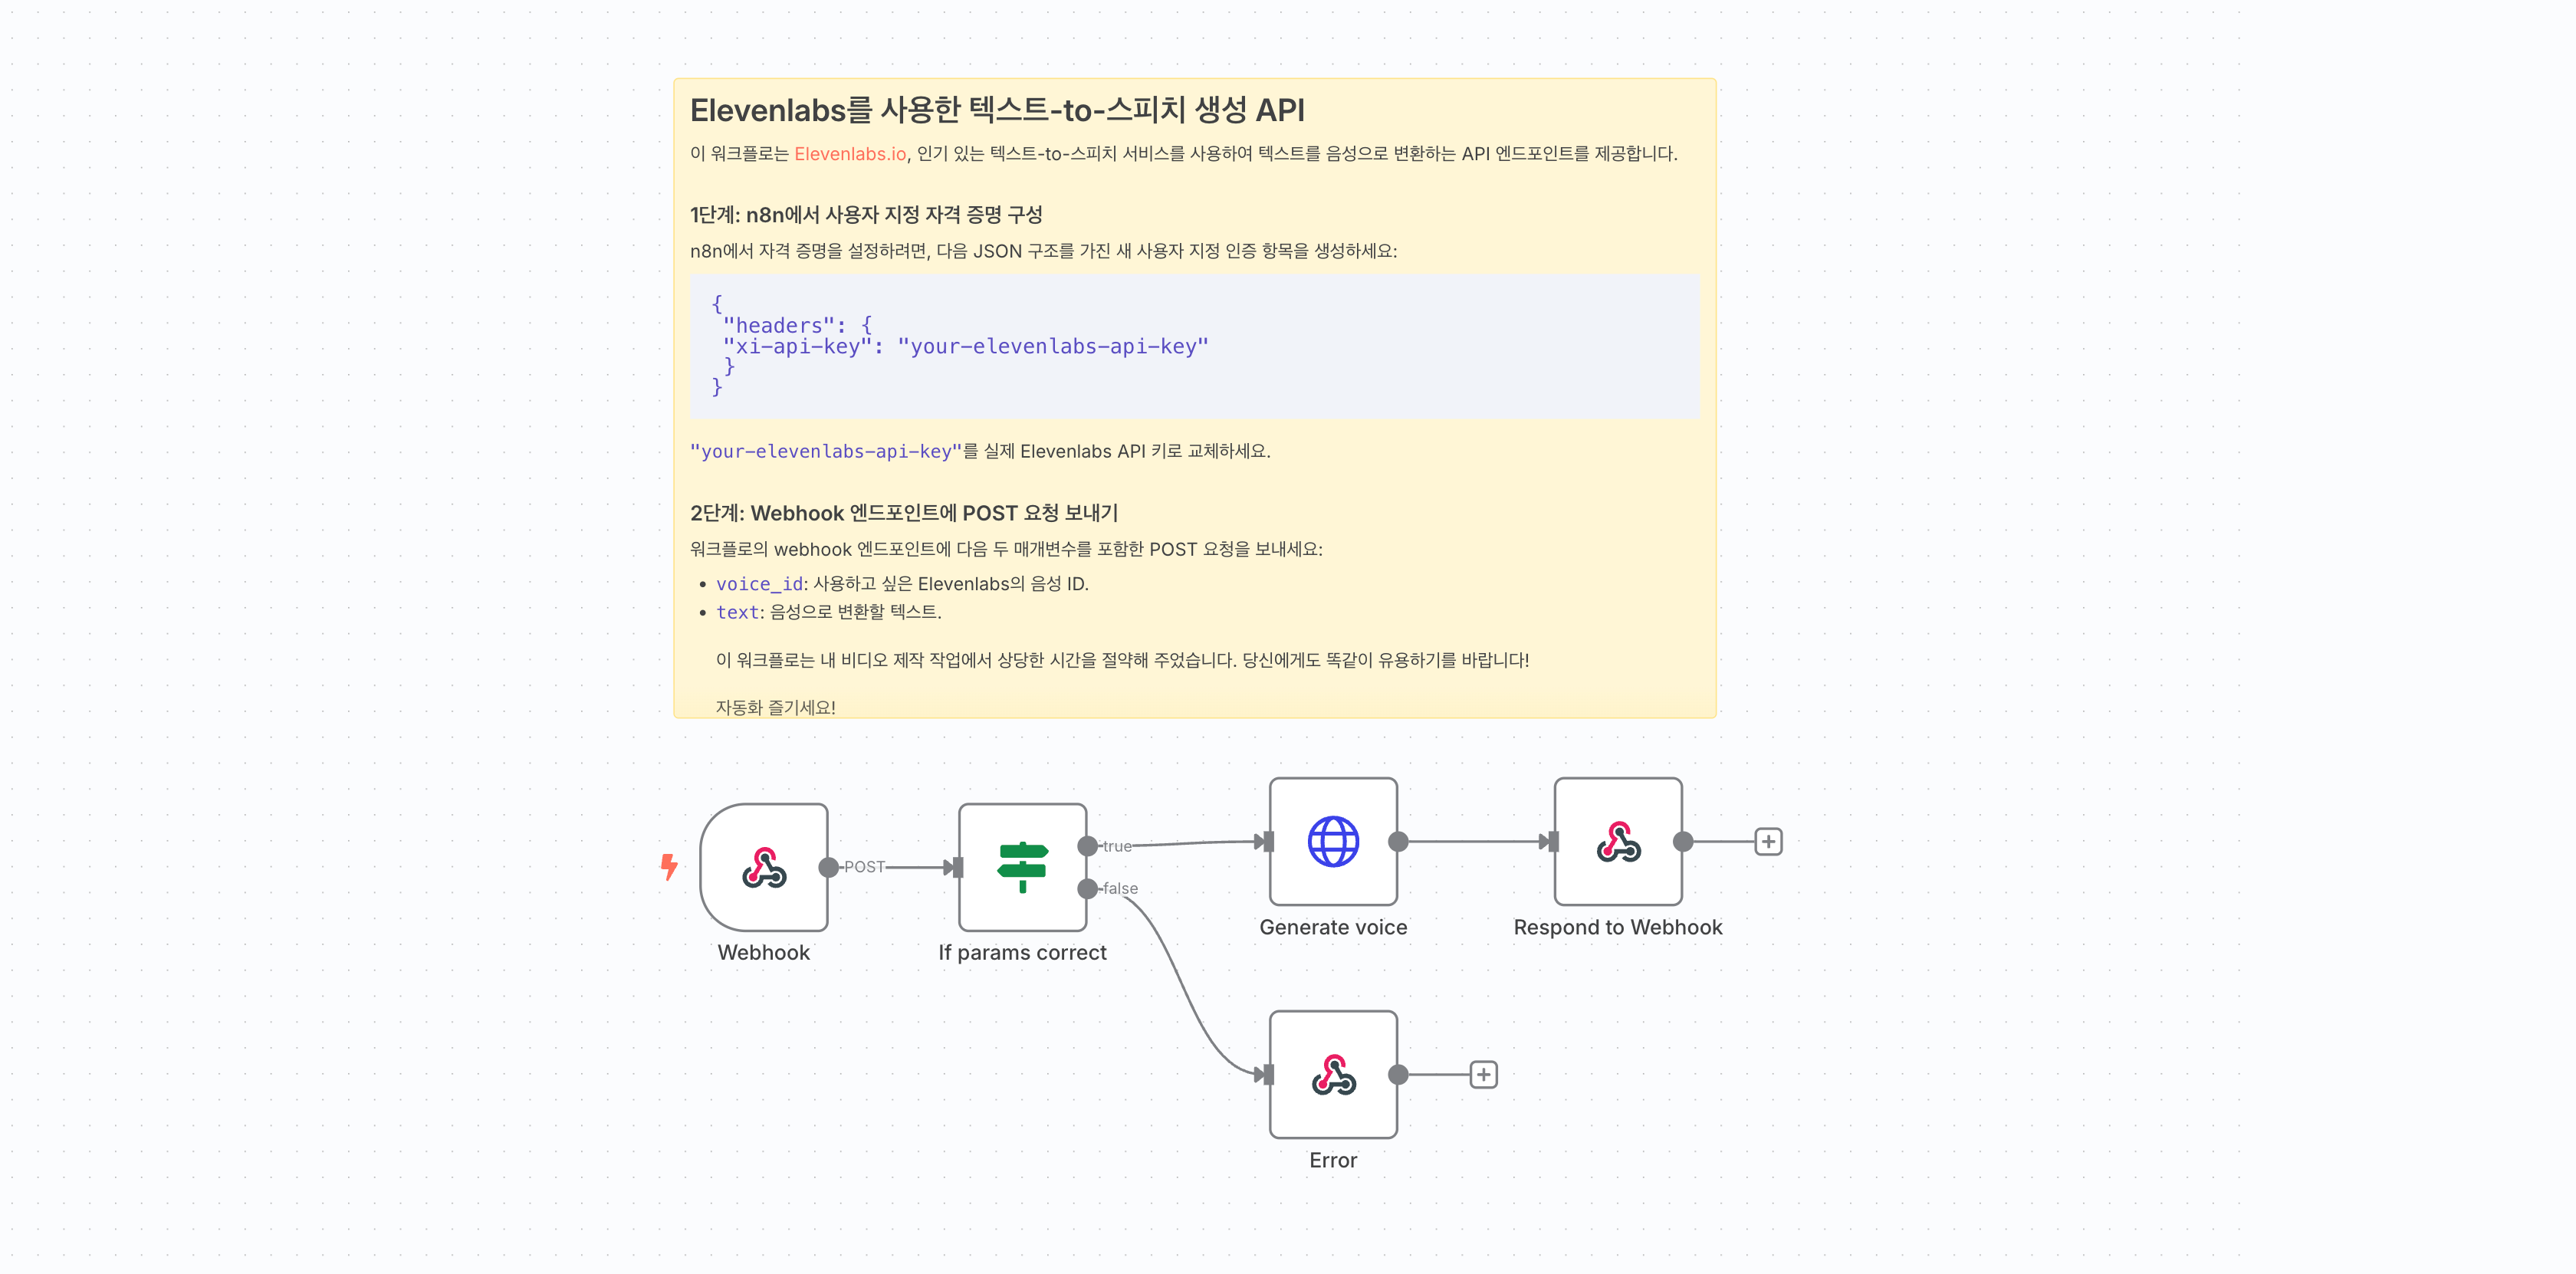 Elevenlabs를 사용한 텍스트-to-스피치 생성 API
이 워크플로는 Elevenlabs.io, 인기 있는 텍스트-to-스피치 서비스를 사용하여 텍스트를 음성으로 변환하는 API 엔드포인트를 제공합니다.
1단계: n8n에서 사용자 지정 자격 증명 구성
n8n에서 자격 증명을 설정하려면, 다음 JSON 구조를 가진 새 사용자 지정 인증 항목을 생성하세요:
{
"headers": {
"xi-api-key": "your-elevenlabs-api-key"
}
}
"your-elevenlabs-api-key"를 실제 Elevenlabs API 키로 교체하세요.
2단계: Webhook 엔드포인트에 POST 요청 보내기
워크플로의 webhook 엔드포인트에 다음 두 매개변수를 포함한 POST 요청을 보내세요:
• voice_id: 사용하고 싶은 Elevenlabs의 음성 ID.
• text: 음성으로 변환할 텍스트.
이 워크플로는 내 비디오 제작 작업에서 상당한 시간을 절약해 주었습니다. 당신에게도 똑같이 유용하기를 바랍니다!
자동화 즐기세요!
POST
true
false
Generate voice
Respond to Webhook
Webhook
If params correct
Error